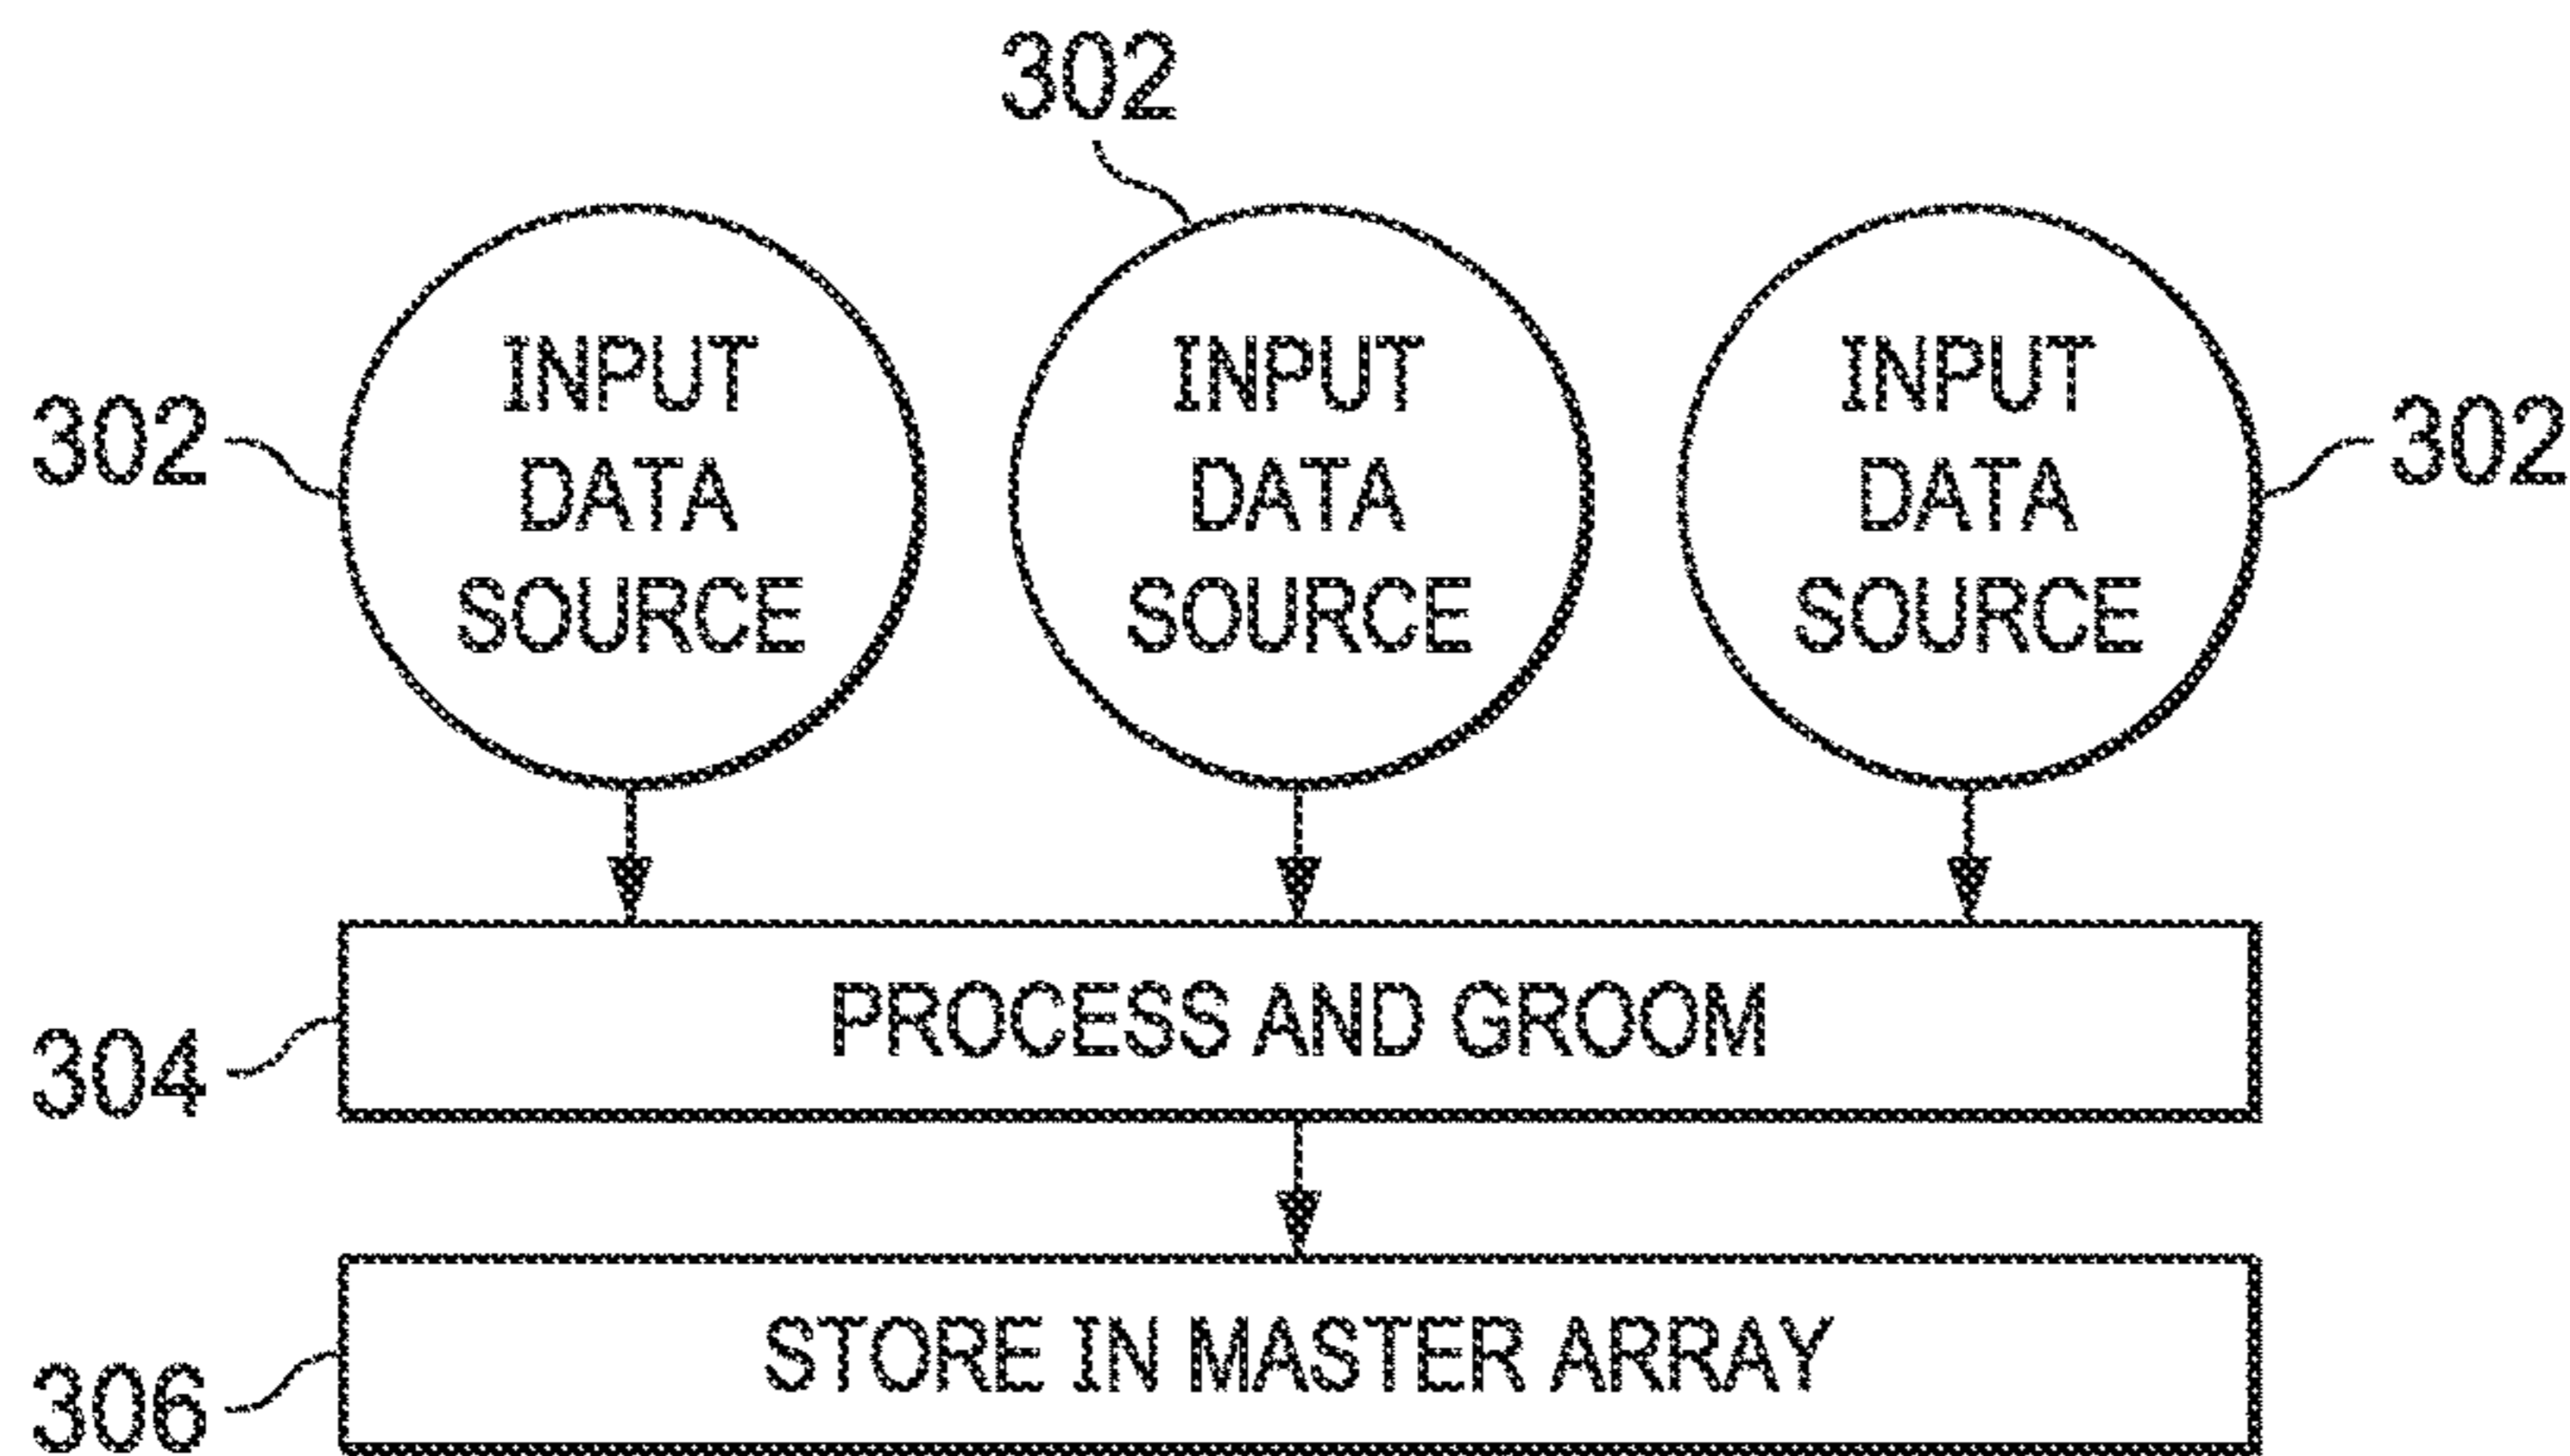 302
302
INPUT
DATA
SOURCE
INPUT
DATA
SOURCE
INPUT
DATA
SOURCE
302
304
PROCESS AND GROOM
306
STORE IN MASTER ARRAY